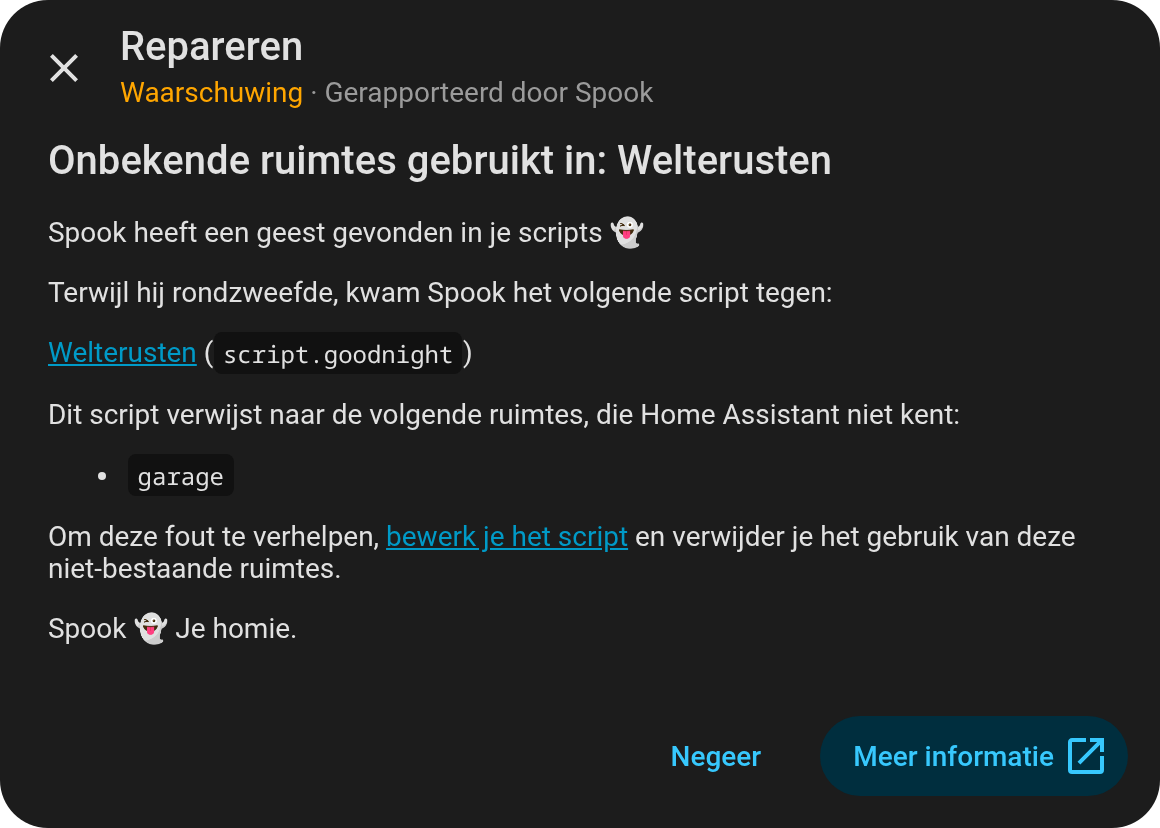 Repareren
Waarschuwing · Gerapporteerd door Spook
Onbekende ruimtes gebruikt in: Welterusten
Spook heeft een geest gevonden in je scripts 👻
Terwijl hij rondzweefde, kwam Spook het volgende script tegen:
Welterusten (script.goodnight)
Dit script verwijst naar de volgende ruimtes, die Home Assistant niet kent:
• garage
Om deze fout te verhelpen, bewerk je het script en verwijder je het gebruik van deze
niet-bestaande ruimtes.
Spook 👻 Je homie.
Negeer
Meer informatie